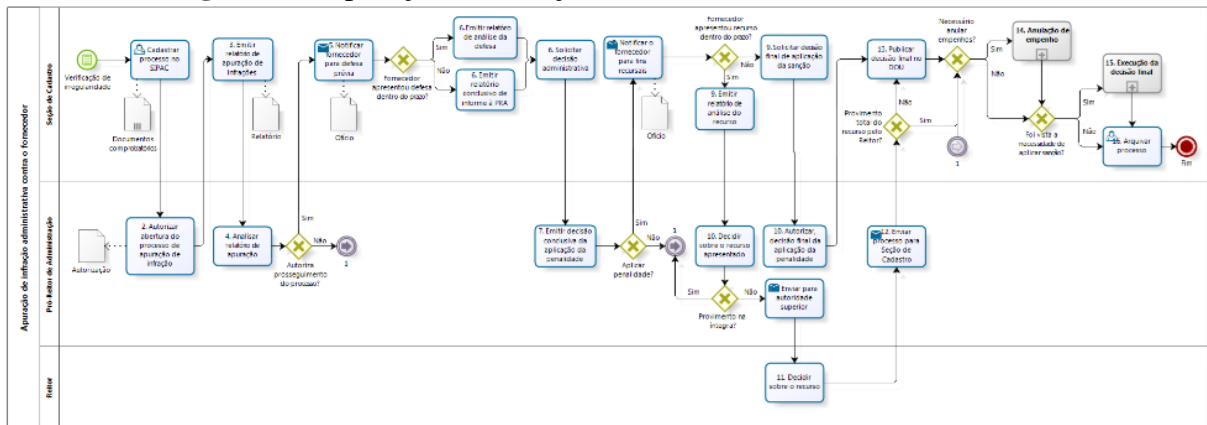 Apuração de infração administrativa contra o fornecedor
Seção de Cadastro
Verificação de
irregularidade
Cadastrar
processo no
SIPAC
Documentos
comprobatórios
3. Emitir
relatório de
apuração de
infrações
Relatório
5. Notificar
fornecedor
para defesa
prévia
Ofício
Fornecedor
apresentou defesa
dentro do prazo?
Sim
Não
6. Emitir relatório
de análise da
defesa
6. Emitir
relatório
conclusivo de
informe à PRA
8. Solicitar
decisão
administrativa
Notificar o
fornecedor
para fins
recursais
Ofício
Fornecedor
apresentou recurso
dentro do prazo?
Sim
Não
9. Emitir
relatório de
análise do
recurso
9. Solicitar decisão
final de aplicação
da sanção
13. Publicar
decisão final no
DOU
Não
Provimento
total do
recurso pelo
Reitor?
Sim
1
Necessário
anular
empenhos?
Sim
Não
14. Anulação de
empenho
Foi vista a
necessidade de
aplicar sanção?
Sim
Não
15. Execução da
decisão final
16. Arquivar
processo
Fim
Pró-Reitor de Administração
Autorização
2. Autorizar
abertura do
processo de
apuração de
infração
4. Analisar
relatório de
apuração
Sim
Não
Autoriza
prosseguimento
do processo?
1
7. Emitir decisão
conclusiva da
aplicação da
penalidade
Sim
Não
Aplicar
penalidade?
1
10. Decidir
sobre o recurso
apresentado
Sim
Não
Provimento na
íntegra?
10. Autorizar,
decisão final da
aplicação da
penalidade
Enviar para
autoridade
superior
12. Enviar
processo para
Seção de
Cadastro
Reitor
11. Decidir
sobre o recurso